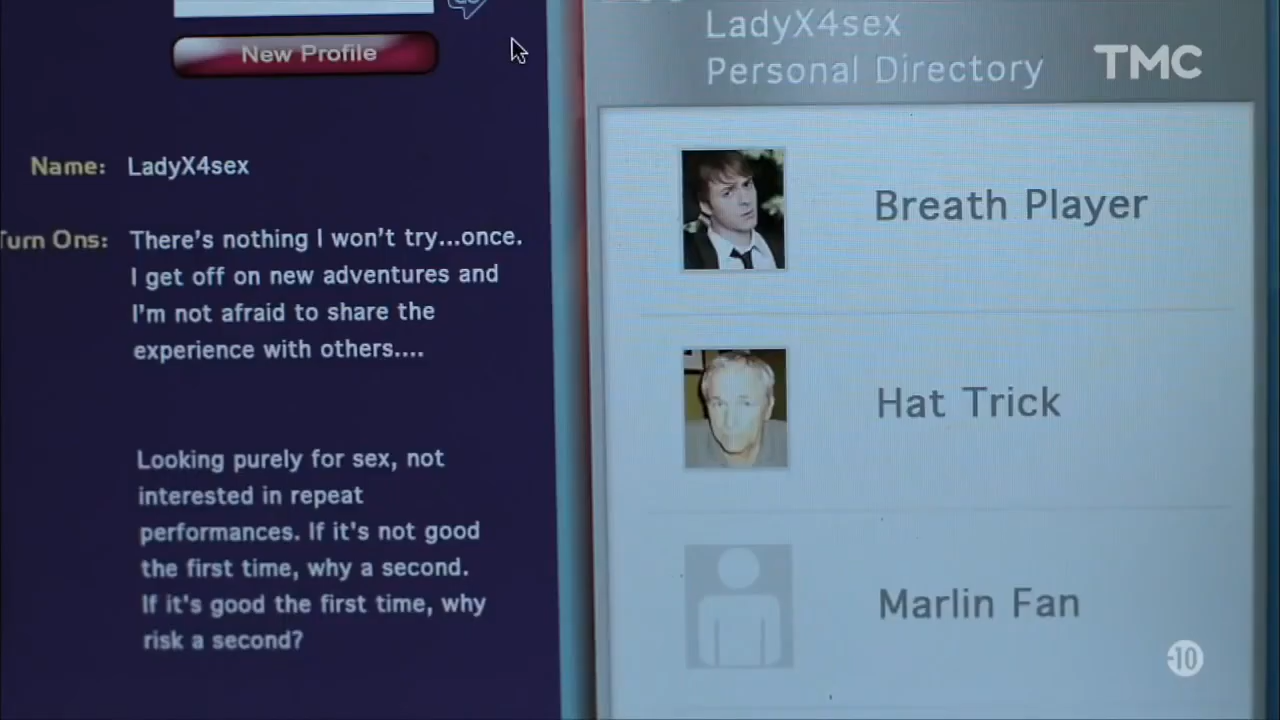 New Profile
Name: LadyX4sex
Turn Ons: There's nothing I won't try...once.
I get off on new adventures and
I'm not afraid to share the
experience with others....
Looking purely for sex, not
interested in repeat
performances. If it's not good
the first time, why a second.
If it's good the first time, why
risk a second?
LadyX4sex
Personal Directory
TMC
Breath Player
Hat Trick
Marlin Fan
-10